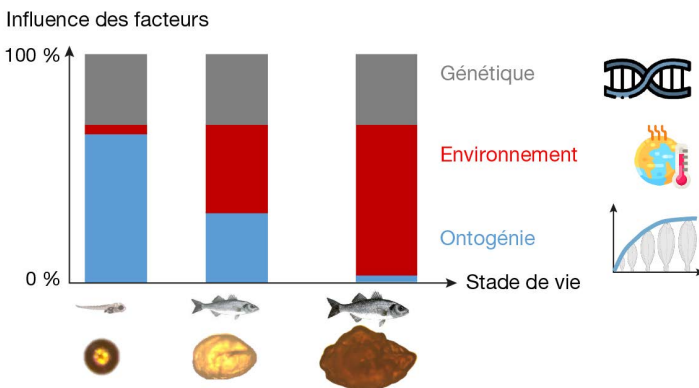 Influence des facteurs
100 %
Génétique
Environnement
Ontogénie
0 %
Stade de vie